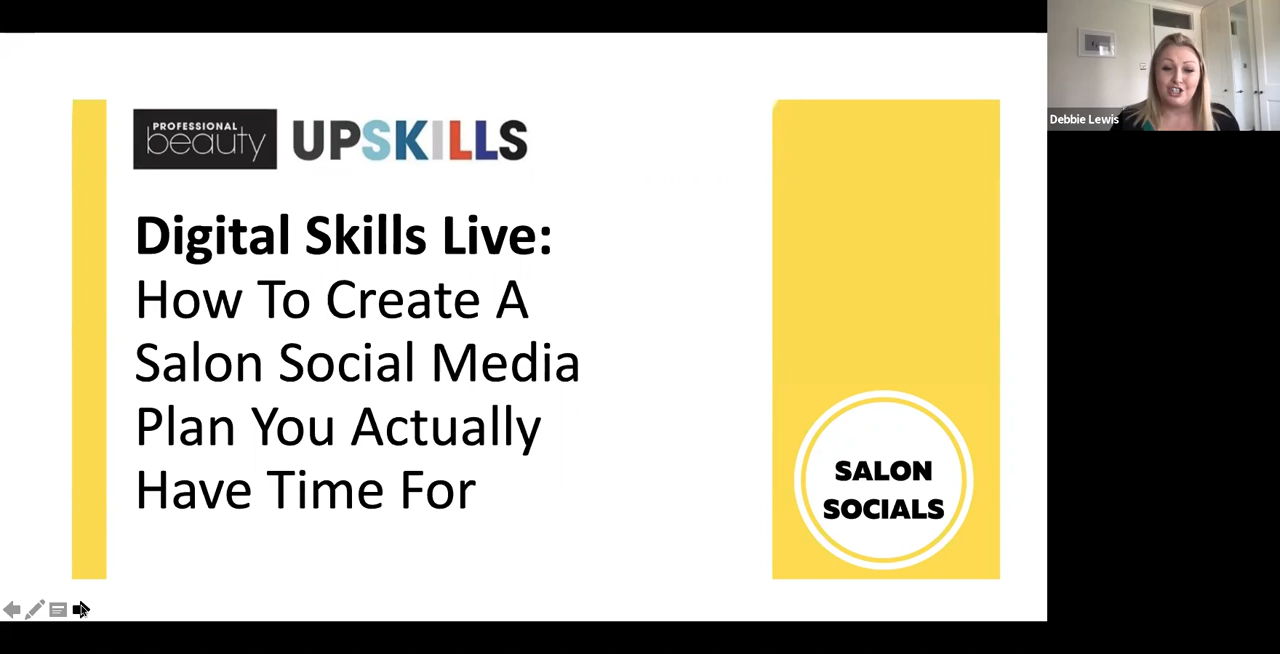 PROFESSIONAL
beauty
UPSKILLS
Digital Skills Live:
How To Create A
Salon Social Media
Plan You Actually
Have Time For
SALON
SOCIALS
Debbie Lewis